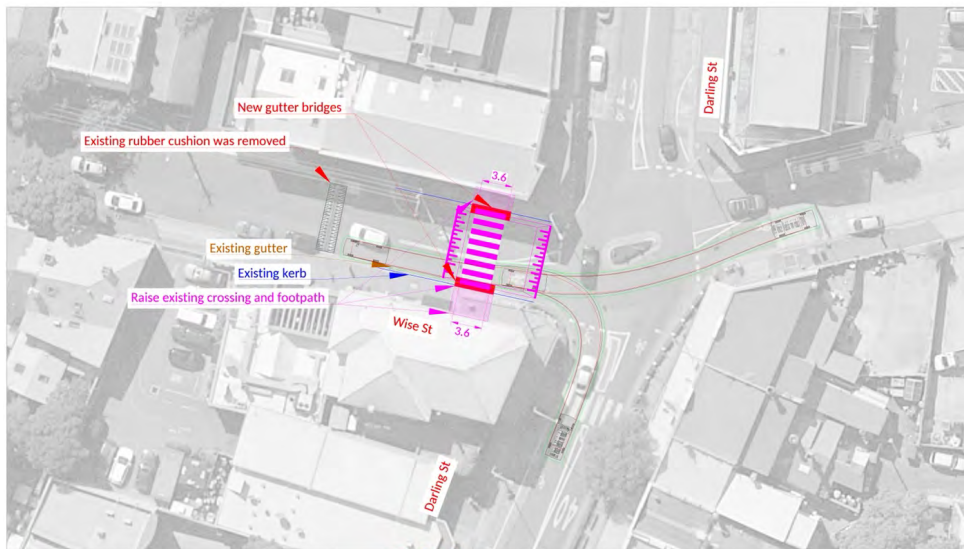 Darling St
New gutter bridges
Existing rubber cushion was removed
3.6
Existing gutter
Existing kerb
Raise existing crossing and footpath
Wise St
3.6
Darling St
40